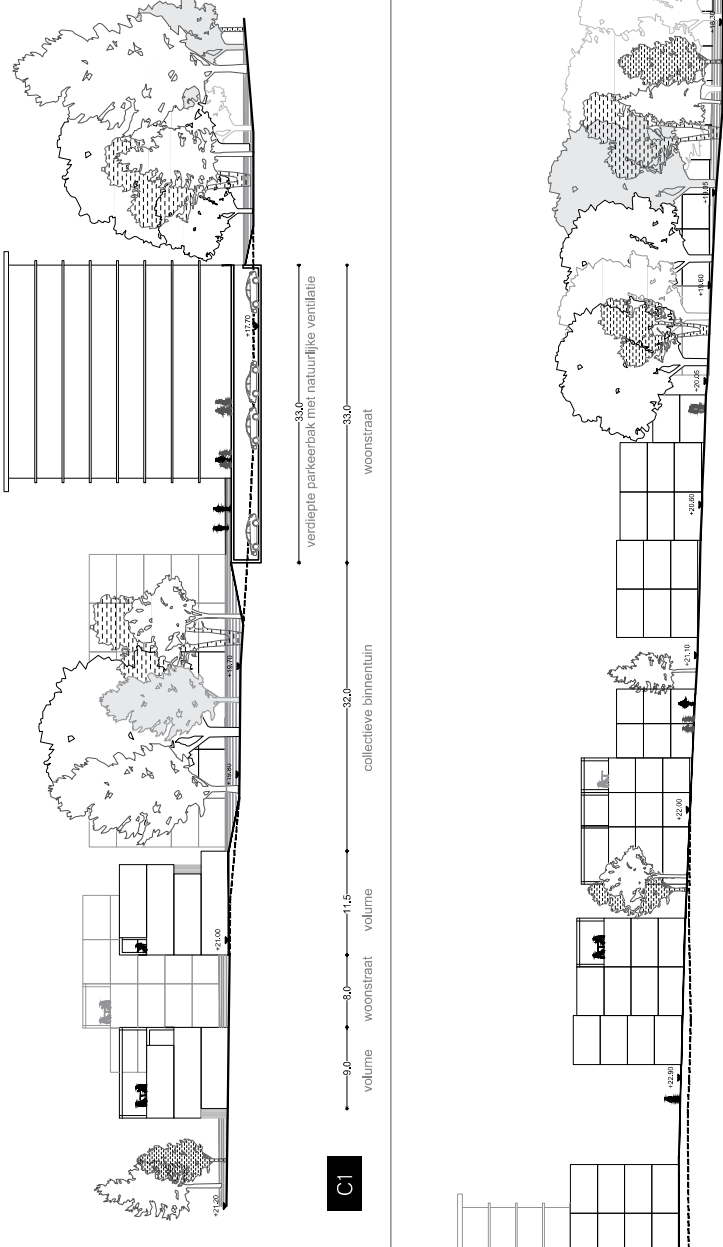 +21.20
+21.00
+18.80
+19.70
+17.70
33.0
verdiepte parkeerbak met natuurlijke ventilatie
9.0
8.0
11.5
32.0
33.0
volume
woonstraat
volume
collectieve binnentuin
woonstraat
C1
+22.90
+22.00
+21.10
+20.60
+20.05
+19.60